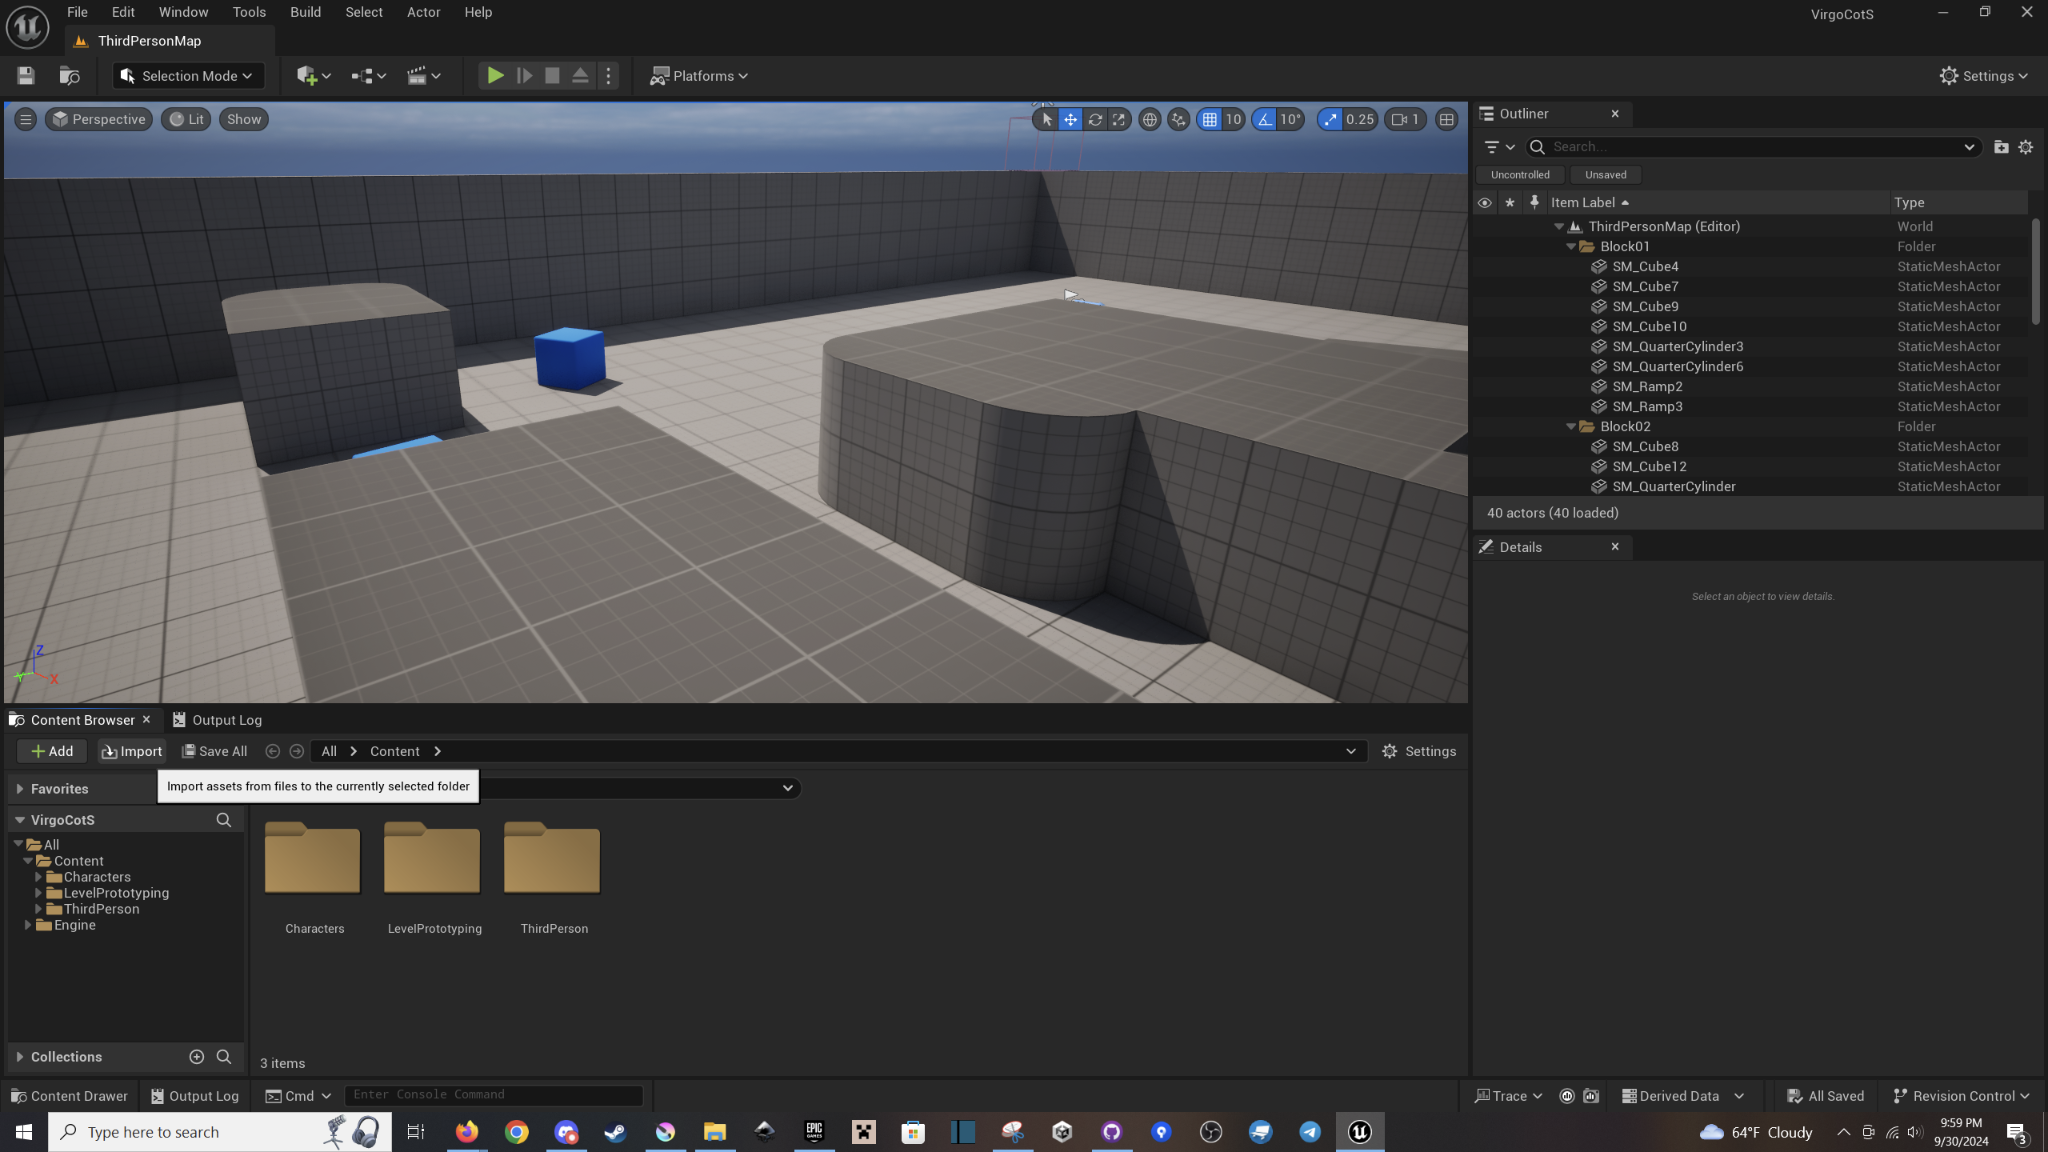 File Edit Window Tools Build Select Actor Help
VirgoCotS
ThirdPersonMap
Selection Mode
Platforms
Settings
Perspective
Lit
Show
10
10°
0.25
1
Outliner
Search...
Uncontrolled
Unsaved
Item Label
Type
ThirdPersonMap (Editor) World
Block01 Folder
SM_Cube4 StaticMeshActor
SM_Cube7 StaticMeshActor
SM_Cube9 StaticMeshActor
SM_Cube10 StaticMeshActor
SM_QuarterCylinder3 StaticMeshActor
SM_QuarterCylinder6 StaticMeshActor
SM_Ramp2 StaticMeshActor
SM_Ramp3 StaticMeshActor
Block02 Folder
SM_Cube8 StaticMeshActor
SM_Cube12 StaticMeshActor
SM_QuarterCylinder StaticMeshActor
40 actors (40 loaded)
Details
Select an object to view details.
Z
X
Content Browser
Output Log
Add
Import
Save All
All
Content
Settings
Import assets from files to the currently selected folder
Favorites
VirgoCotS
All
Content
Characters
LevelPrototyping
ThirdPerson
Engine
Characters
LevelPrototyping
ThirdPerson
Collections
3 items
Content Drawer
Output Log
Cmd
Enter Console Command
Trace
Derived Data
All Saved
Revision Control
Type here to search
EPIC
GAMES
64°F Cloudy
9:59 PM
9/30/2024
3